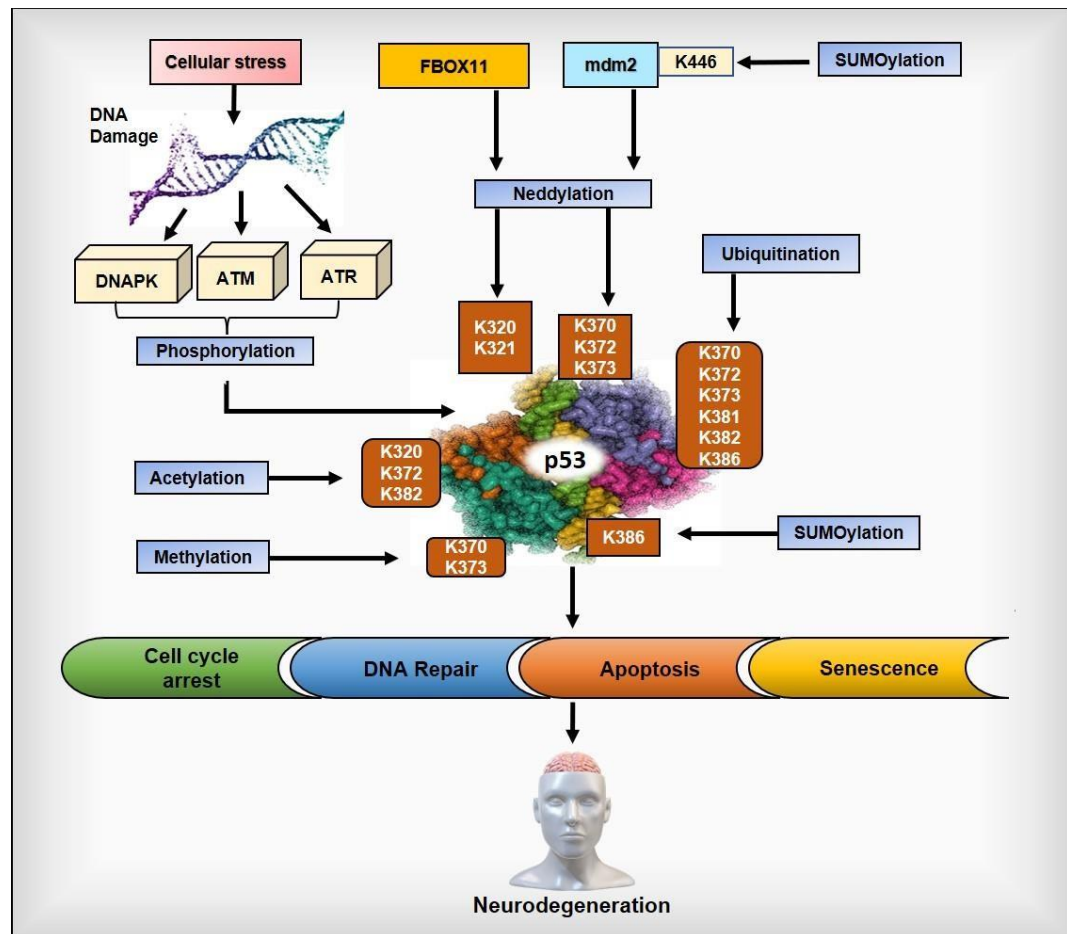 Cellular stress
FBOX11
mdm2
K446
SUMOylation
DNA
Damage
Neddylation
DNAPK
ATM
ATR
Ubiquitination
Phosphorylation
K320
K321
K370
K372
K373
K370
K372
K373
K381
K382
K386
p53
Acetylation
K320
K372
K382
Methylation
K370
K373
K386
SUMOylation
Cell cycle
arrest
DNA Repair
Apoptosis
Senescence
Neurodegeneration